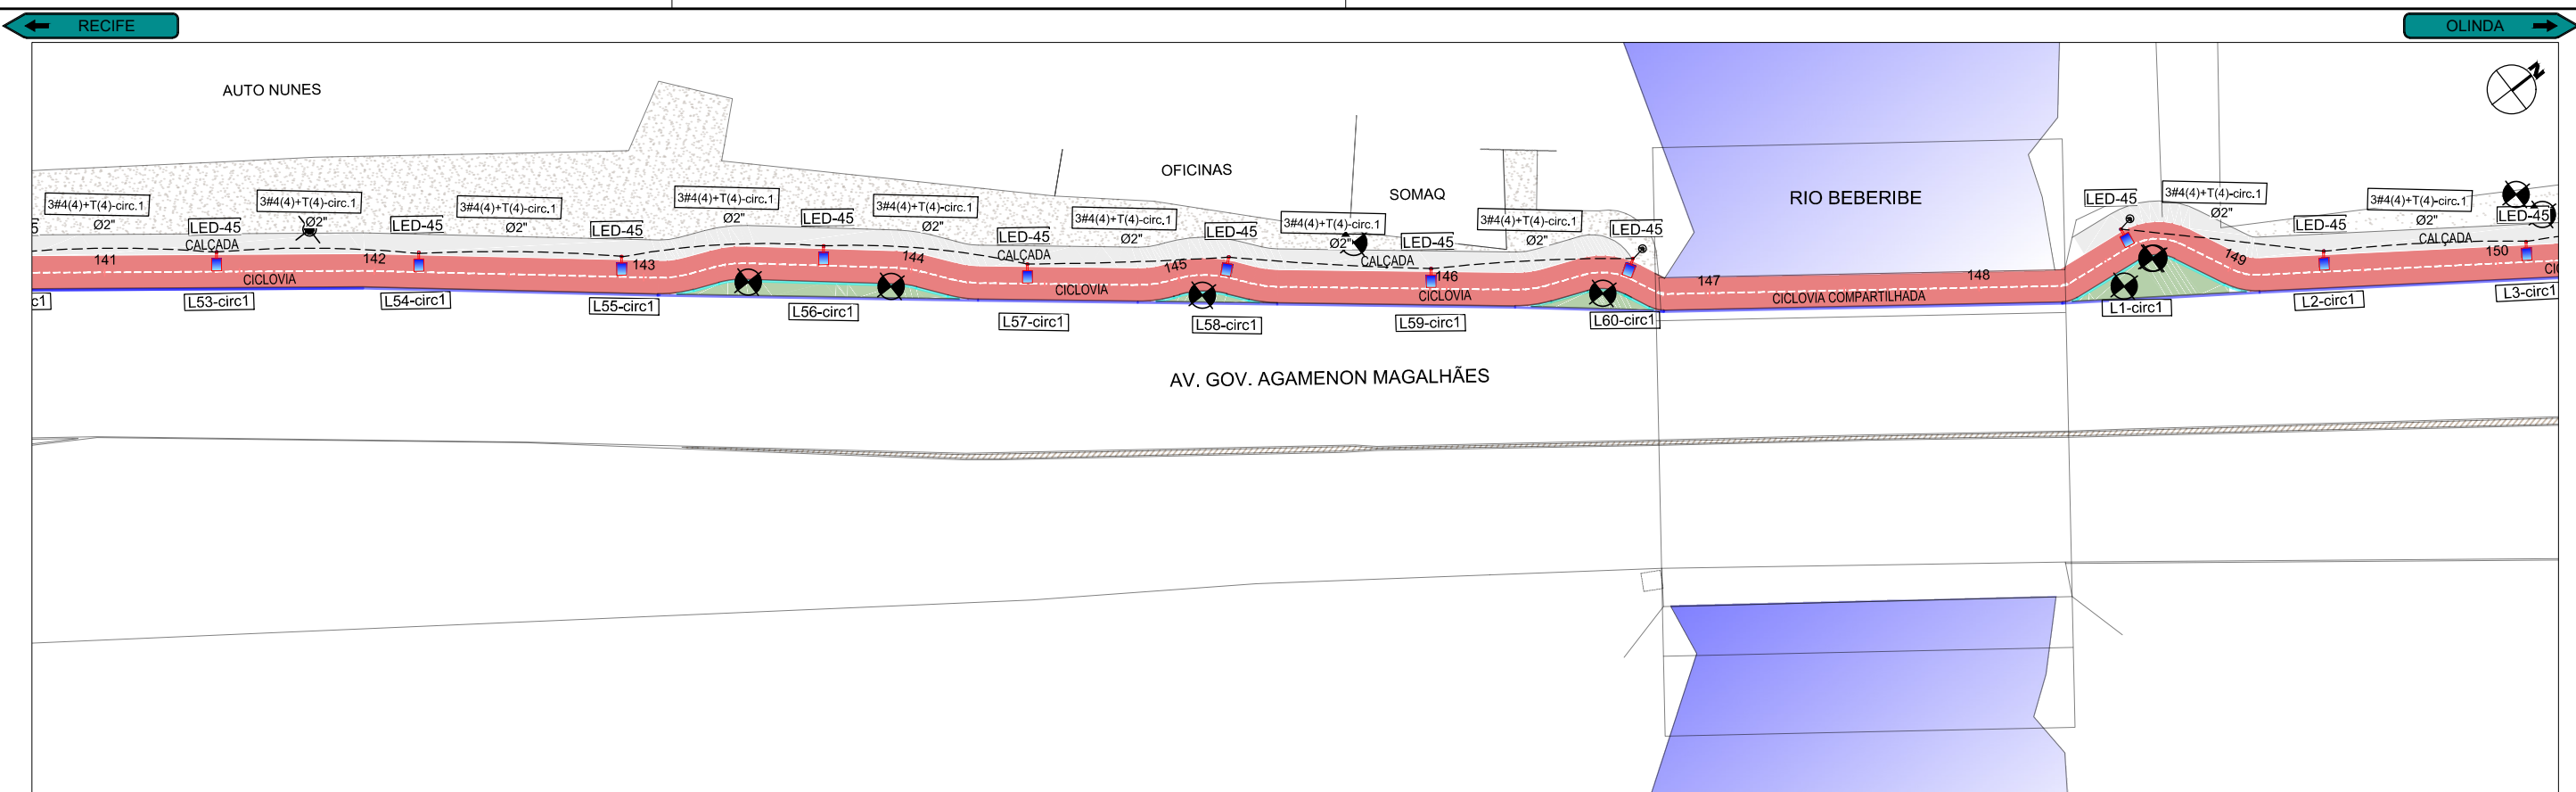 RECIFE
OLINDA
N
AUTO NUNES
OFICINAS
SOMAQ
RIO BEBERIBE
3#4(4)+T(4)-circ.1
Ø2"
3#4(4)+T(4)-circ.1
Ø2"
3#4(4)+T(4)-circ.1
Ø2"
3#4(4)+T(4)-circ.1
Ø2"
3#4(4)+T(4)-circ.1
Ø2"
3#4(4)+T(4)-circ.1
Ø2"
3#4(4)+T(4)-circ.1
Ø2"
3#4(4)+T(4)-circ.1
Ø2"
3#4(4)+T(4)-circ.1
Ø2"
3#4(4)+T(4)-circ.1
Ø2"
5
LED-45
LED-45
LED-45
LED-45
LED-45
LED-45
LED-45
LED-45
LED-45
LED-45
LED-45
CALÇADA
CALÇADA
CALÇADA
CALÇADA
141
142
143
144
145
146
147
148
149
150
CICLOVIA
CICLOVIA
CICLOVIA
CICLOVIA COMPARTILHADA
CIC
c1
L53-circ1
L54-circ1
L55-circ1
L56-circ1
L57-circ1
L58-circ1
L59-circ1
L60-circ1
L1-circ1
L2-circ1
L3-circ1
AV. GOV. AGAMENON MAGALHÃES